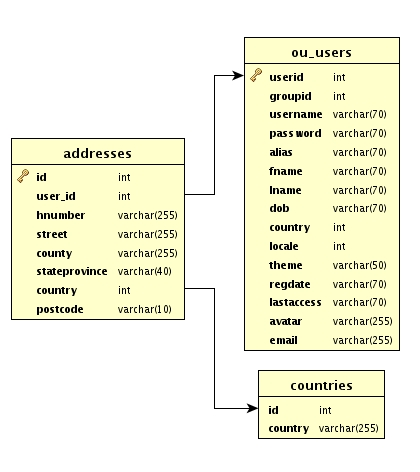 ou_users
userid int
groupid int
username varchar(70)
password varchar(70)
alias varchar(70)
fname varchar(70)
lname varchar(70)
dob varchar(70)
country int
locale int
theme varchar(50)
regdate varchar(70)
lastaccess varchar(70)
avatar varchar(255)
email varchar(255)
addresses
id int
user_id int
hnumber varchar(255)
street varchar(255)
county varchar(255)
stateprovince varchar(40)
country int
postcode varchar(10)
countries
id int
country varchar(255)